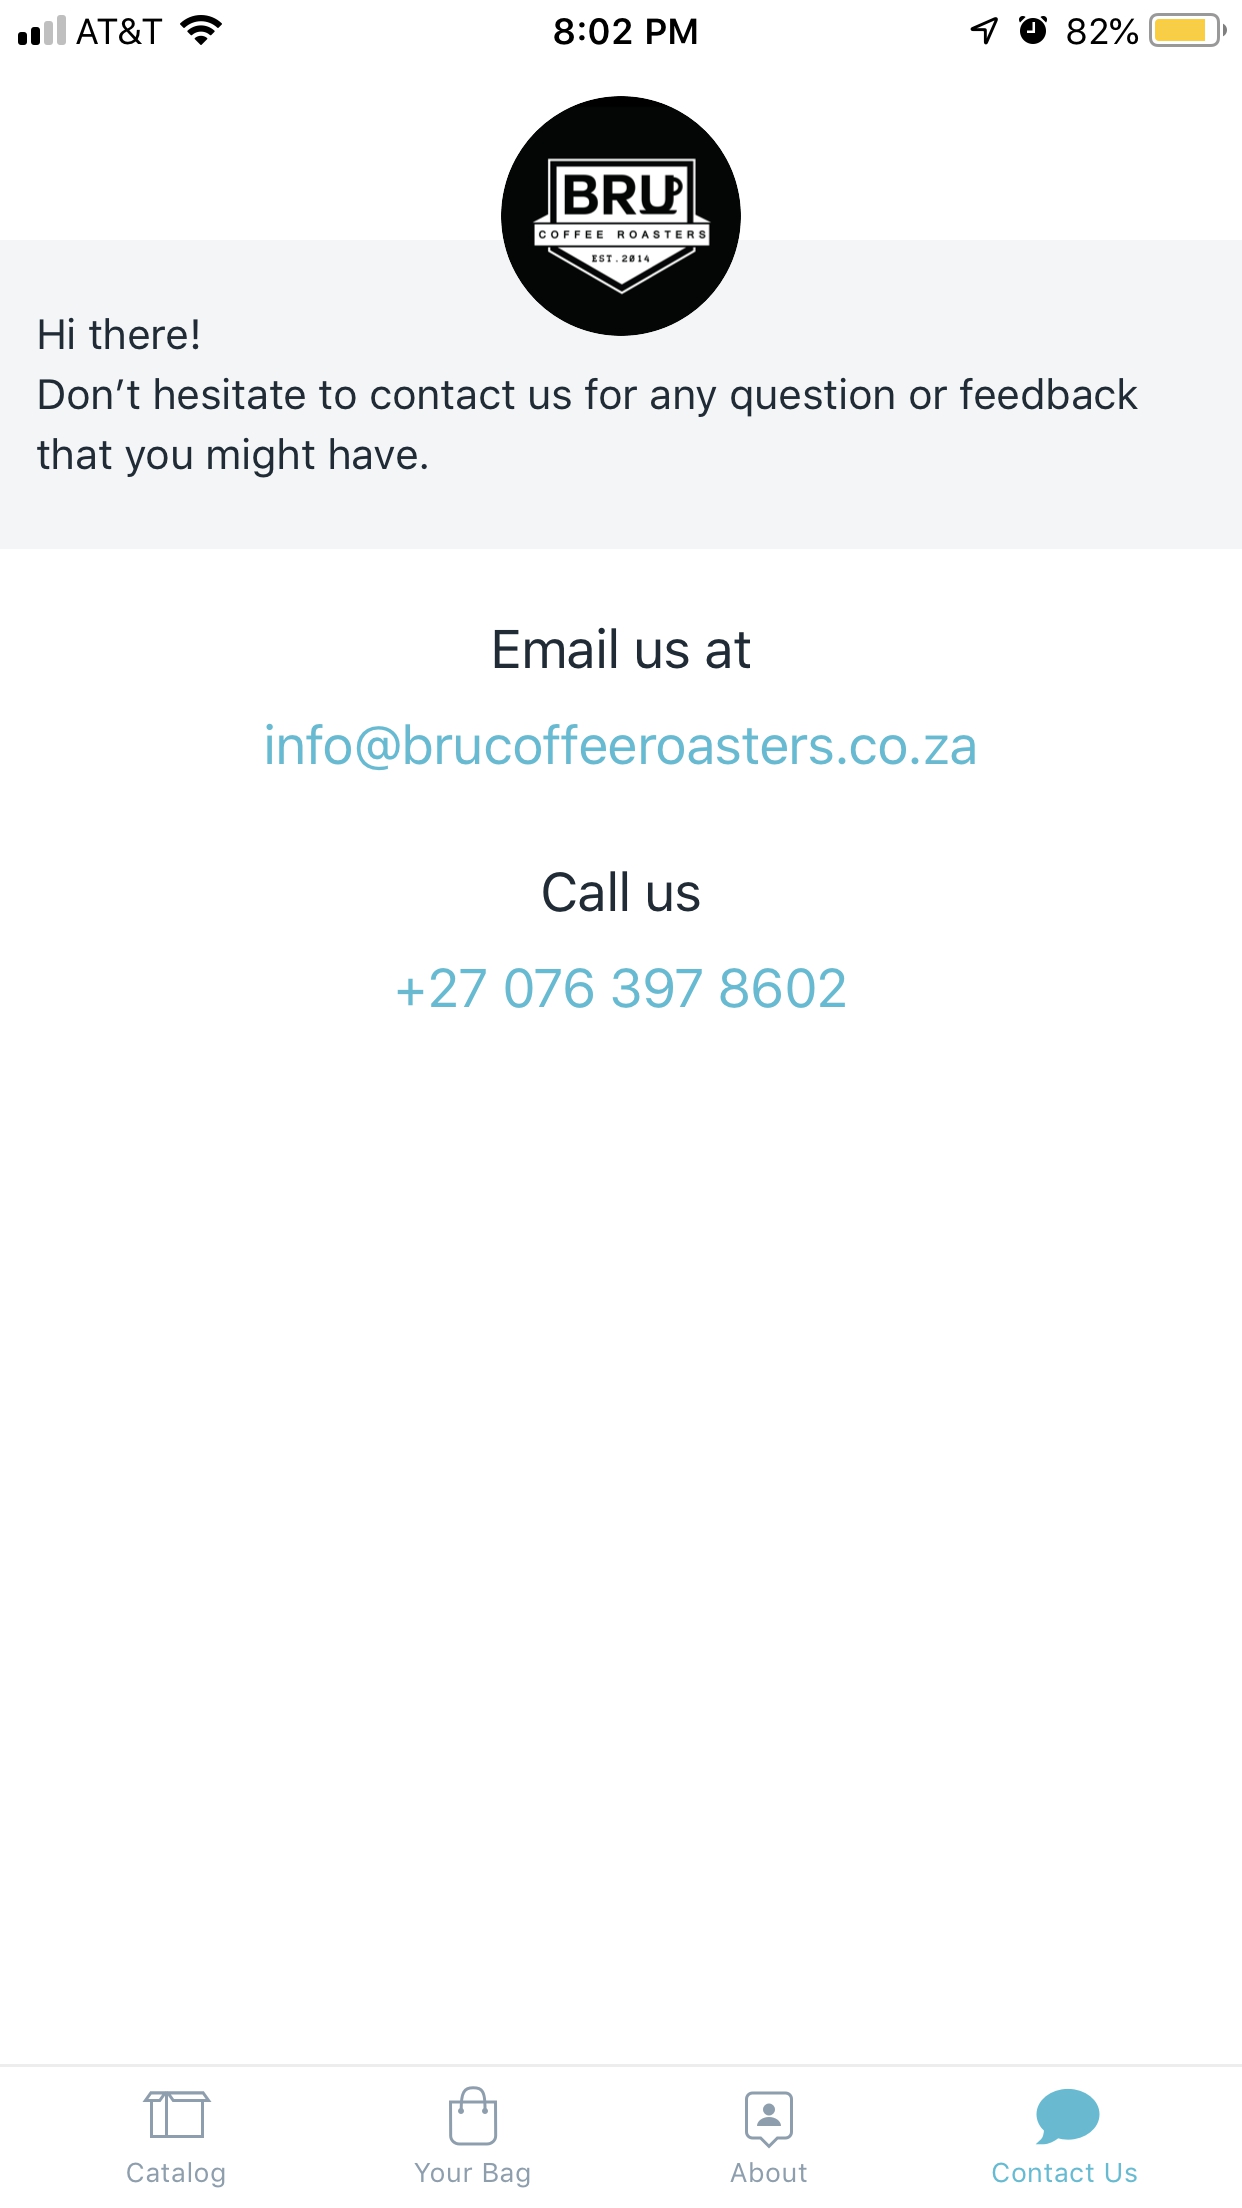 AT&T 8:02 PM 82%
BRU
COFFEE ROASTERS
EST. 2014
Hi there!
Don’t hesitate to contact us for any question or feedback
that you might have.
Email us at
info@brucoffeeroasters.co.za
Call us
+27 076 397 8602
Catalog Your Bag About Contact Us